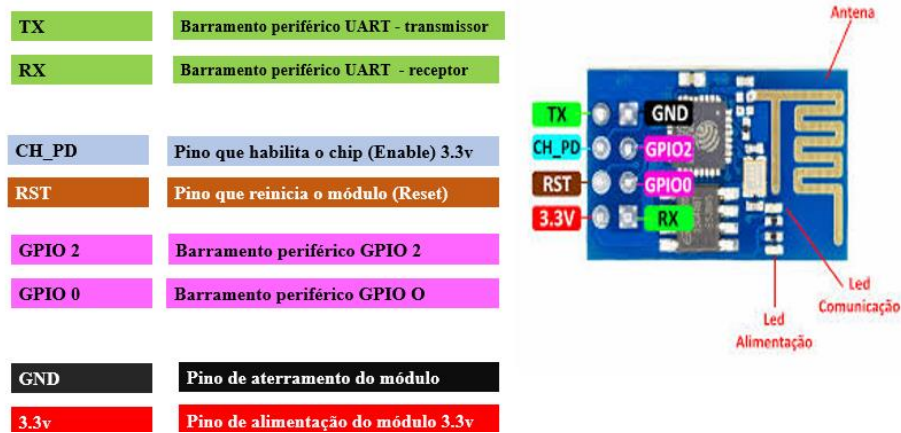 TX Barramento periférico UART - transmissor
RX Barramento periférico UART - receptor
CH_PD Pino que habilita o chip (Enable) 3.3v
RST Pino que reinicia o módulo (Reset)
GPIO 2 Barramento periférico GPIO 2
GPIO 0 Barramento periférico GPIO O
GND Pino de aterramento do módulo
3.3v Pino de alimentação do módulo 3.3v
Antena
TX GND
CH_PD GPIO2
RST GPIO0
3.3V RX
Led
Comunicação
Led
Alimentação